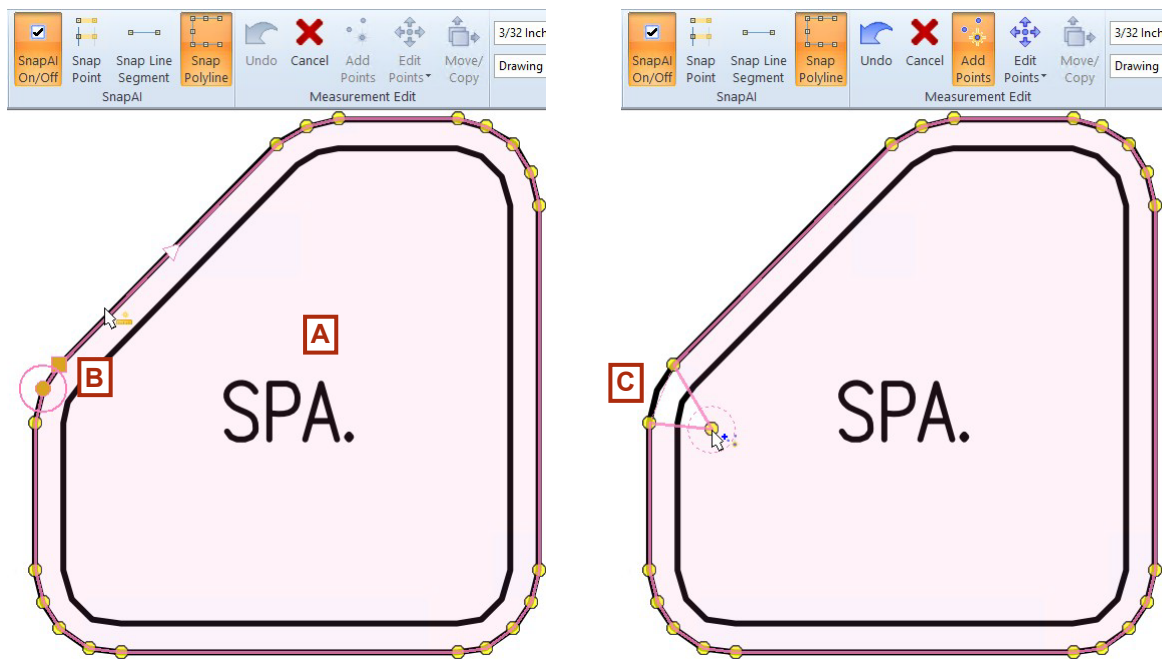 SnapAI On/Off
Snap Point
Snap Line Segment
Snap Polyline
Undo
Cancel
Add Points
Edit Points
Move/ Copy
3/32 Inch
Drawing
SnapAI
Measurement Edit
A
B
SPA.
SnapAI On/Off
Snap Point
Snap Line Segment
Snap Polyline
Undo
Cancel
Add Points
Edit Points
Move/ Copy
3/32 Inch
Drawing
SnapAI
Measurement Edit
C
SPA.